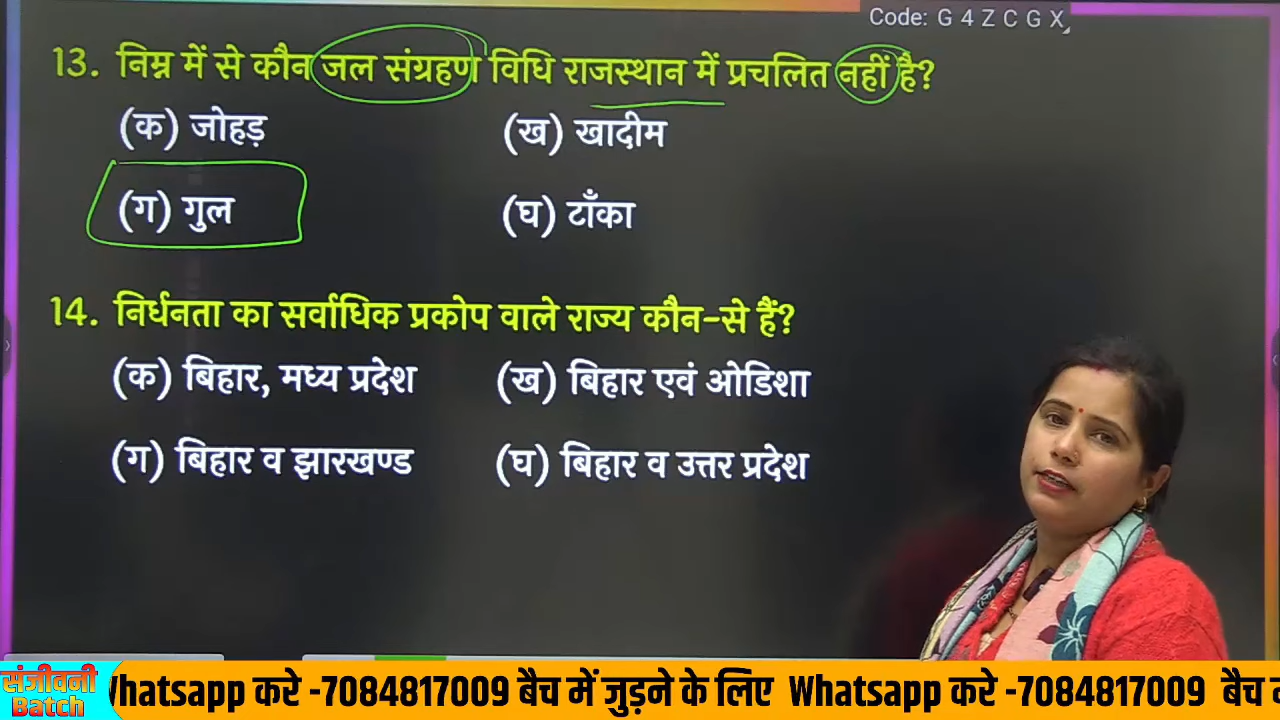 Code: G 4 Z C G X
13. निम्न में से कौन जल संग्रहण विधि राजस्थान में प्रचलित नहीं है?
(क) जोहड़ (ख) खादीम
(ग) गुल (घ) टाँका
14. निर्धनता का सर्वाधिक प्रकोप वाले राज्य कौन-से हैं?
(क) बिहार, मध्य प्रदेश (ख) बिहार एवं ओडिशा
(ग) बिहार व झारखण्ड (घ) बिहार व उत्तर प्रदेश
संजीवनी
Batch
Whatsapp करे -7084817009 बैच में जुड़ने के लिए Whatsapp करे -7084817009 बैच